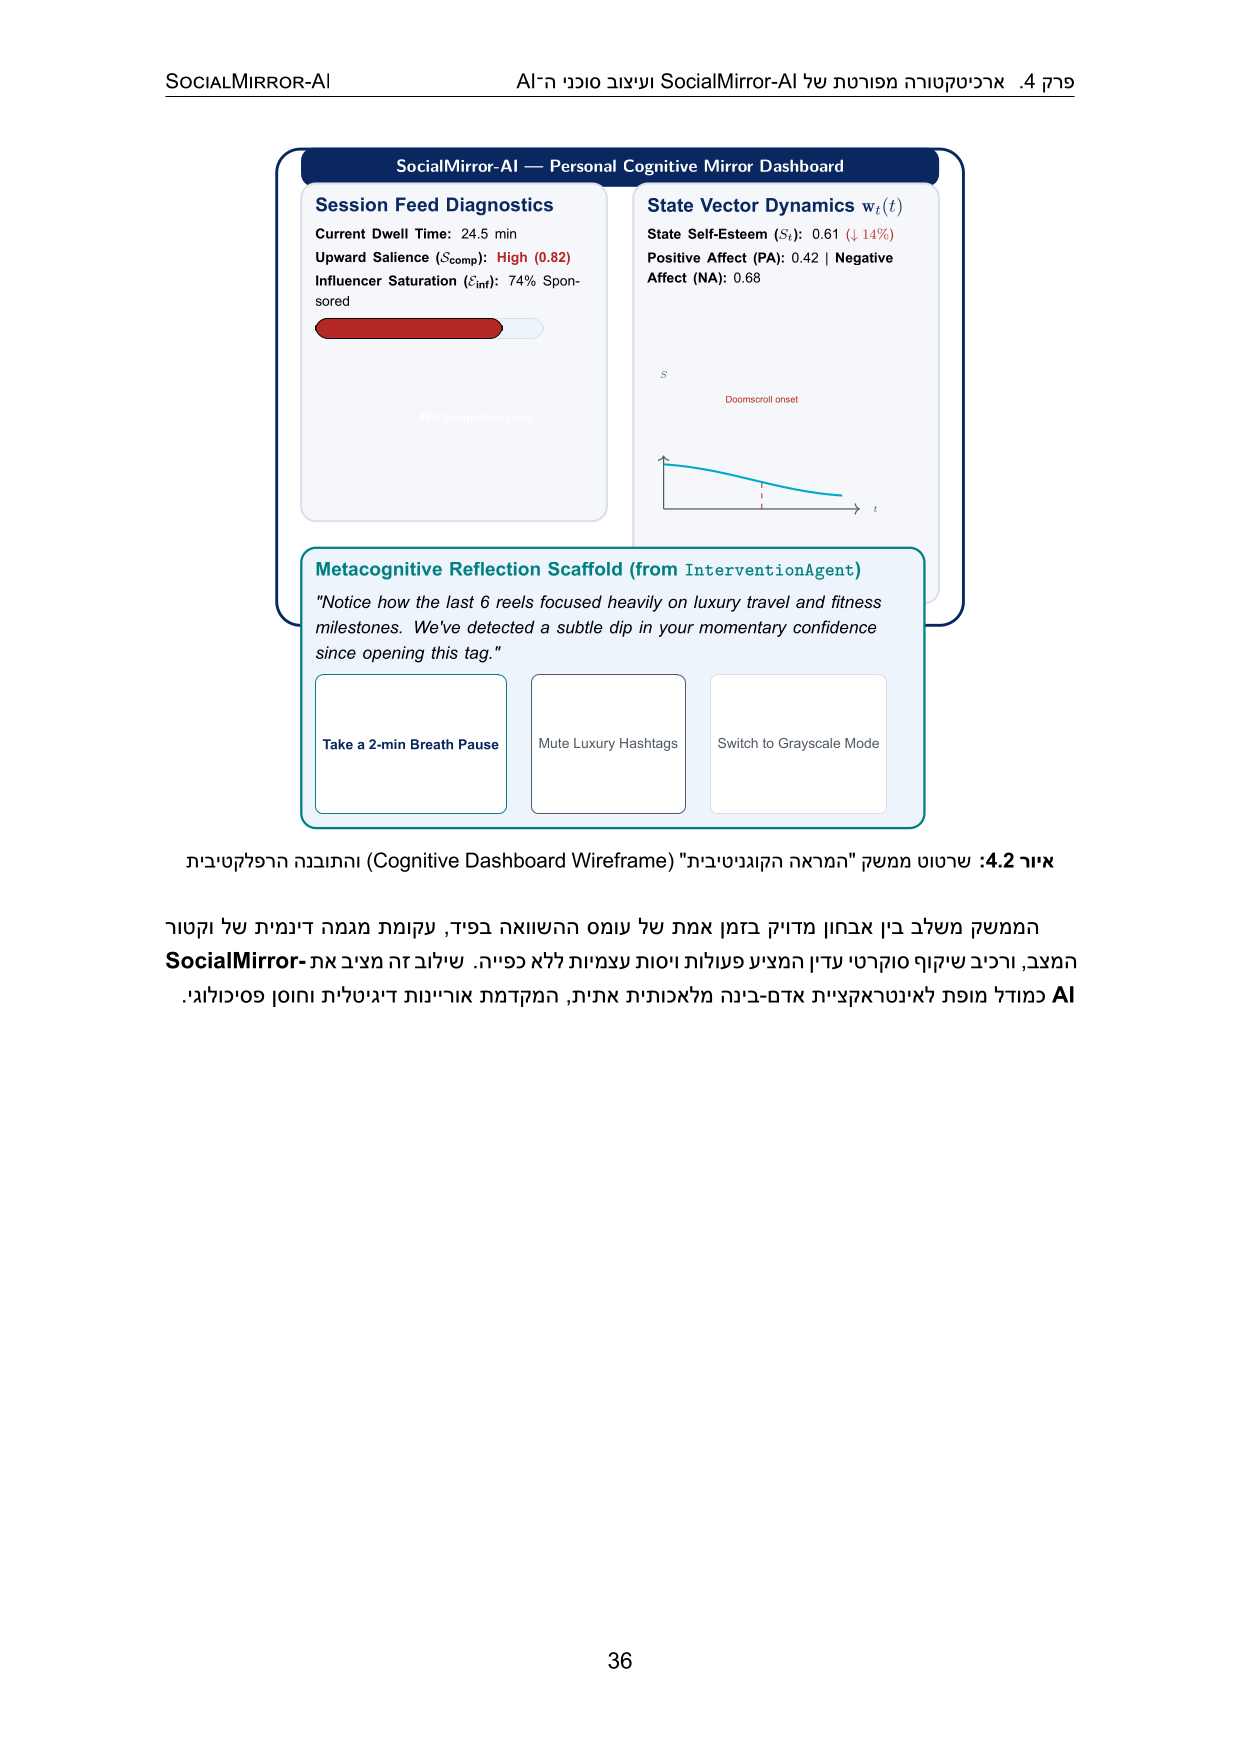 פרק 4. ארכיטקטורה מפורטת של SocialMirror-AI ועיצוב סוכני ה־AI
SOCIALMIRROR-AI
SocialMirror-AI — Personal Cognitive Mirror Dashboard
Session Feed Diagnostics
Current Dwell Time: 24.5 min
Upward Salience (𝒮comp): High (0.82)
Influencer Saturation (ℰinf): 74% Spon-
sored
82% Comparison Load
State Vector Dynamics wₜ(t)
State Self-Esteem (Sₜ): 0.61 (↓ 14%)
Positive Affect (PA): 0.42 | Negative
Affect (NA): 0.68
S
Doomscroll onset
t
Metacognitive Reflection Scaffold (from InterventionAgent)
"Notice how the last 6 reels focused heavily on luxury travel and fitness
milestones. We've detected a subtle dip in your momentary confidence
since opening this tag."
Take a 2-min Breath Pause
Mute Luxury Hashtags
Switch to Grayscale Mode
איור 4.2: שרטוט ממשק "המראה הקוגניטיבית" (Cognitive Dashboard Wireframe) והתובנה הרפלקטיבית
הממשק משלב בין אבחון מדויק בזמן אמת של עומס ההשוואה בפיד, עקומת מגמה דינמית של וקטור
המצב, ורכיב שיקוף סוקרטי עדין המציע פעולות ויסות עצמיות ללא כפייה. שילוב זה מציב את SocialMirror-
AI כמודל מופת לאינטראקציית אדם-בינה מלאכותית אתית, המקדמת אוריינות דיגיטלית וחוסן פסיכולוגי.
36